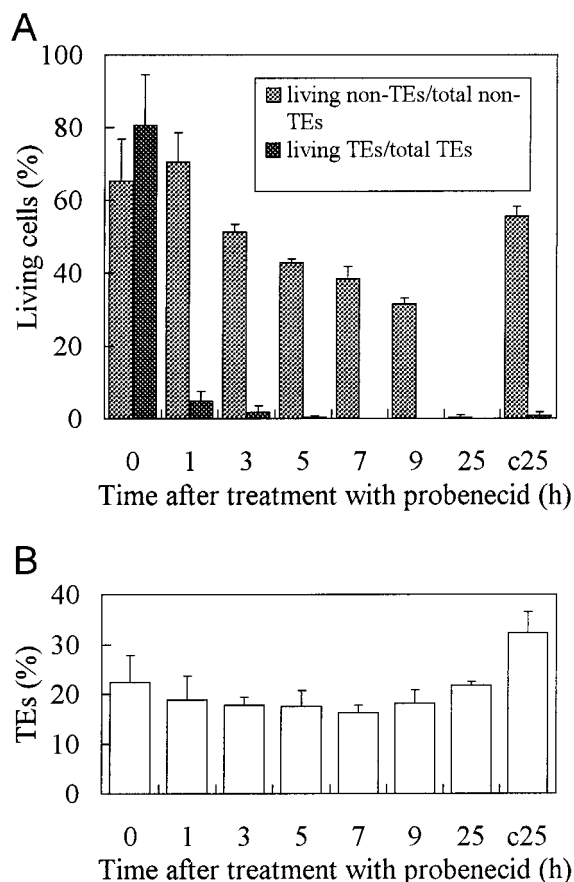 A
100
80
60
40
20
0
Living cells (%)
living non-TEs/total non-
TEs
living TEs/total TEs
0 1 3 5 7 9 25 c25
Time after treatment with probenecid (h)
B
40
30
20
10
0
TEs (%)
0 1 3 5 7 9 25 c25
Time after treatment with probenecid (h)